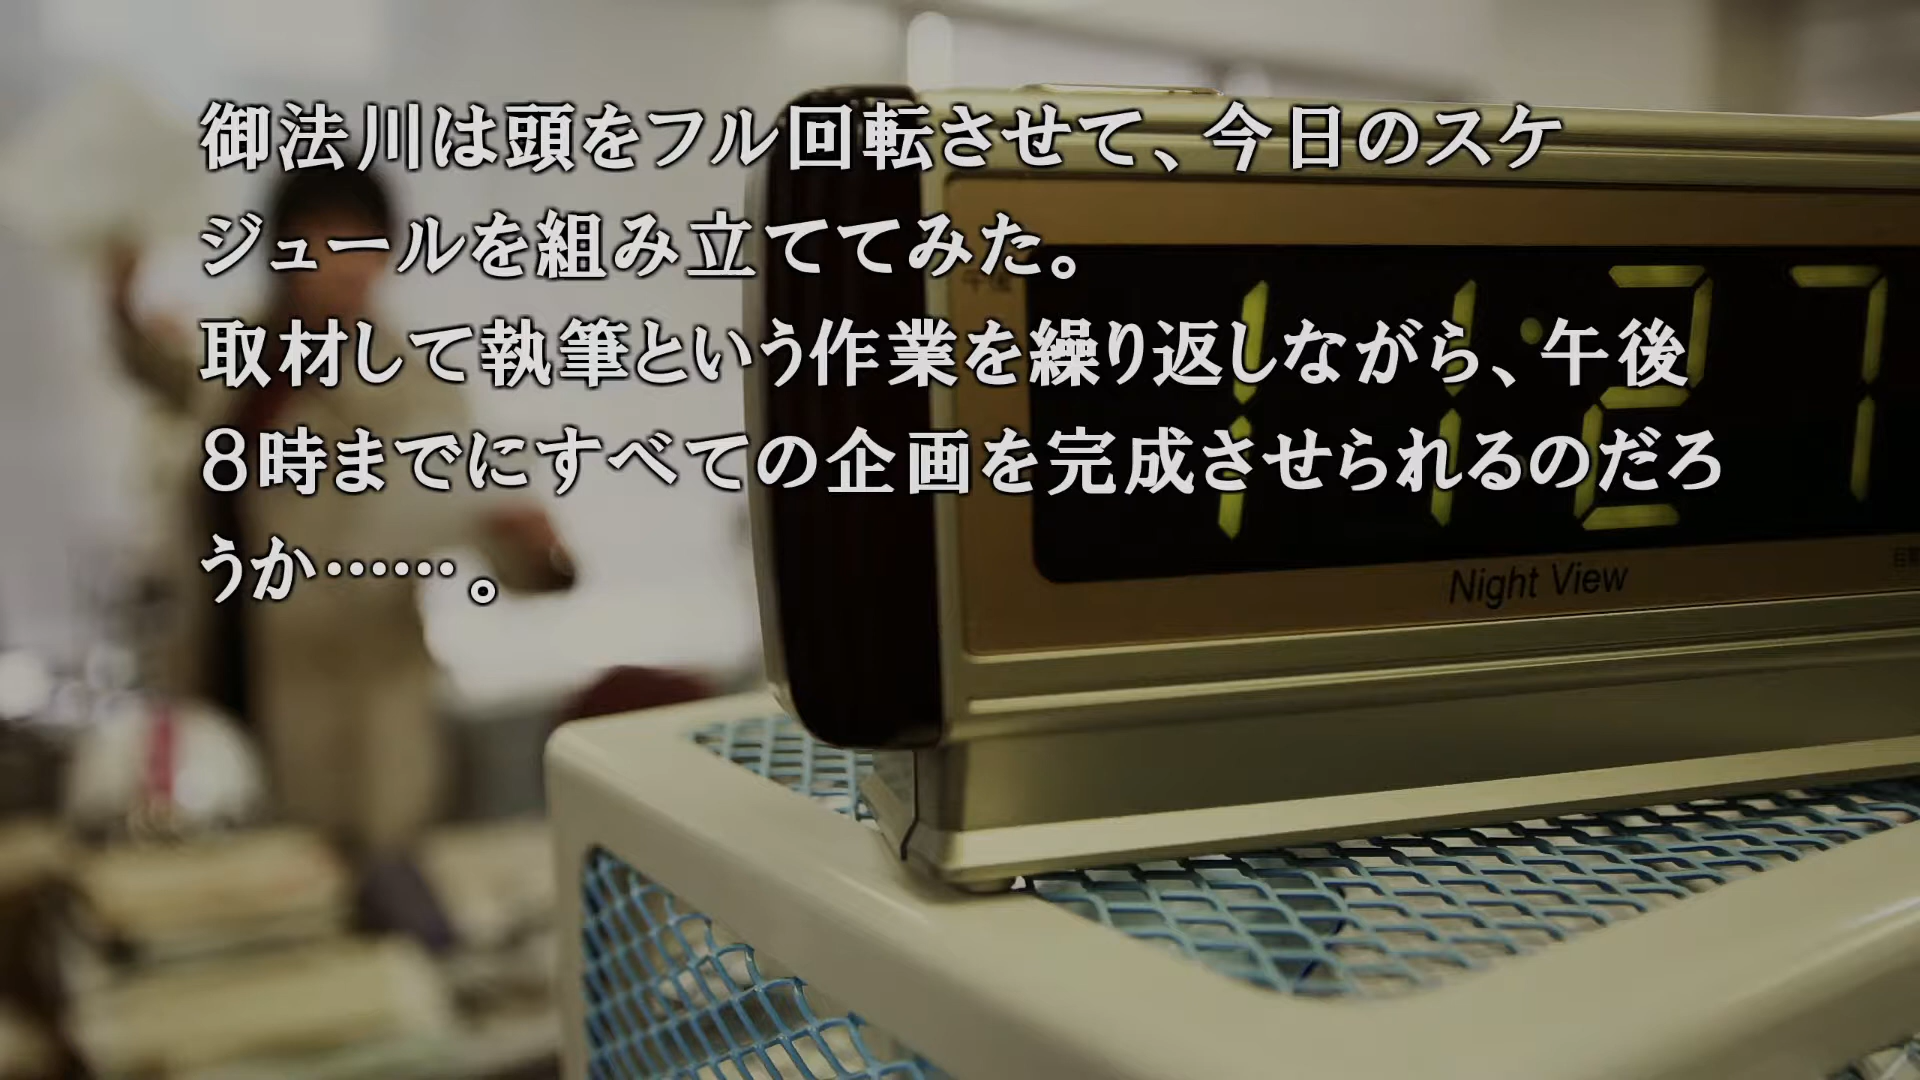 御法川は頭をフル回転させて、今日のスケ
ジュールを組み立ててみた。
取材して執筆という作業を繰り返しながら、午後
８時までにすべての企画を完成させられるのだろ
うか……。
11:27
Night View